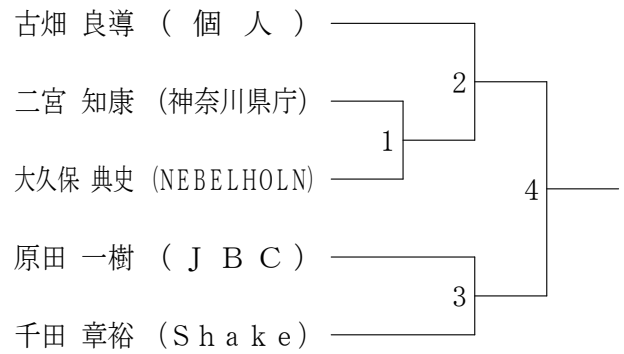 古畑 良導 （ 個 人 ）
2
二宮 知康 （神奈川県庁）
1
大久保 典史 （NEBELHOLN）
4
原田 一樹 （ J B C ）
3
千田 章裕 （S h a k e）